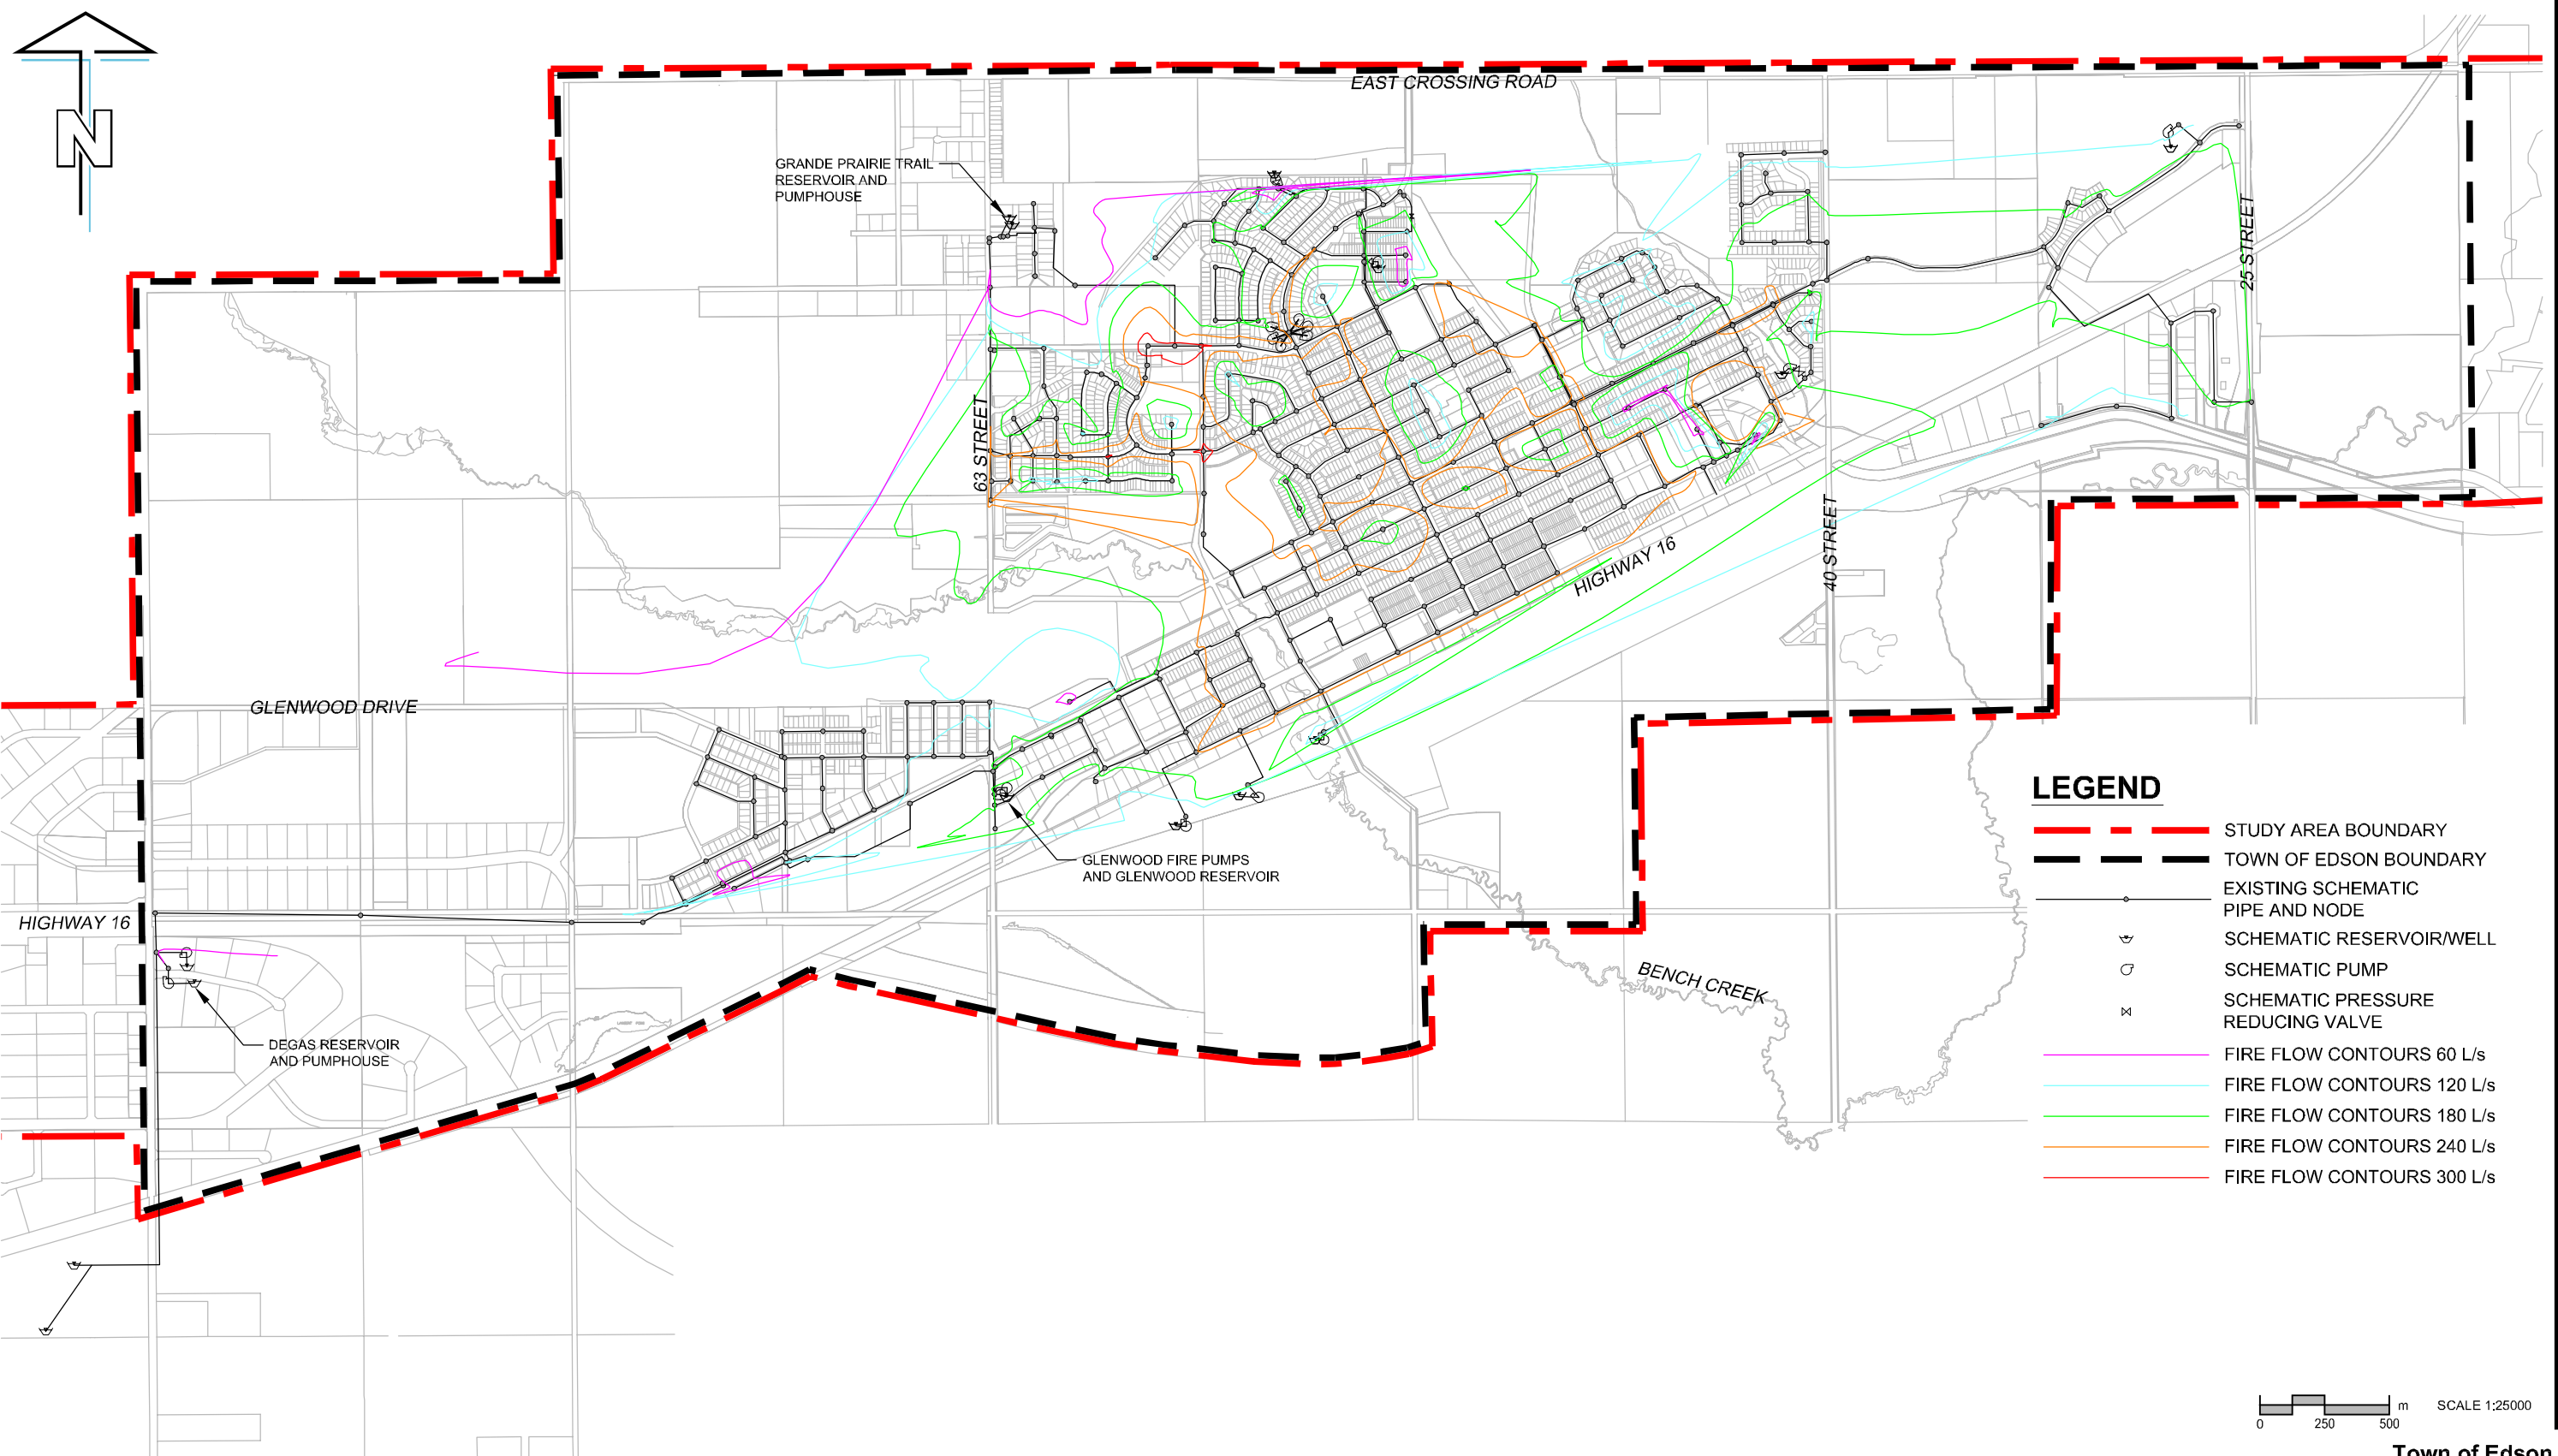 N
EAST CROSSING ROAD
GRANDE PRAIRIE TRAIL
RESERVOIR AND
PUMPHOUSE
25 STREET
63 STREET
40 STREET
HIGHWAY 16
GLENWOOD DRIVE
GLENWOOD FIRE PUMPS
AND GLENWOOD RESERVOIR
HIGHWAY 16
BENCH CREEK
DEGAS RESERVOIR
AND PUMPHOUSE
LEGEND
STUDY AREA BOUNDARY
TOWN OF EDSON BOUNDARY
EXISTING SCHEMATIC
PIPE AND NODE
SCHEMATIC RESERVOIR/WELL
SCHEMATIC PUMP
SCHEMATIC PRESSURE
REDUCING VALVE
FIRE FLOW CONTOURS 60 L/s
FIRE FLOW CONTOURS 120 L/s
FIRE FLOW CONTOURS 180 L/s
FIRE FLOW CONTOURS 240 L/s
FIRE FLOW CONTOURS 300 L/s
m SCALE 1:25000
0 250 500
Town of Edson